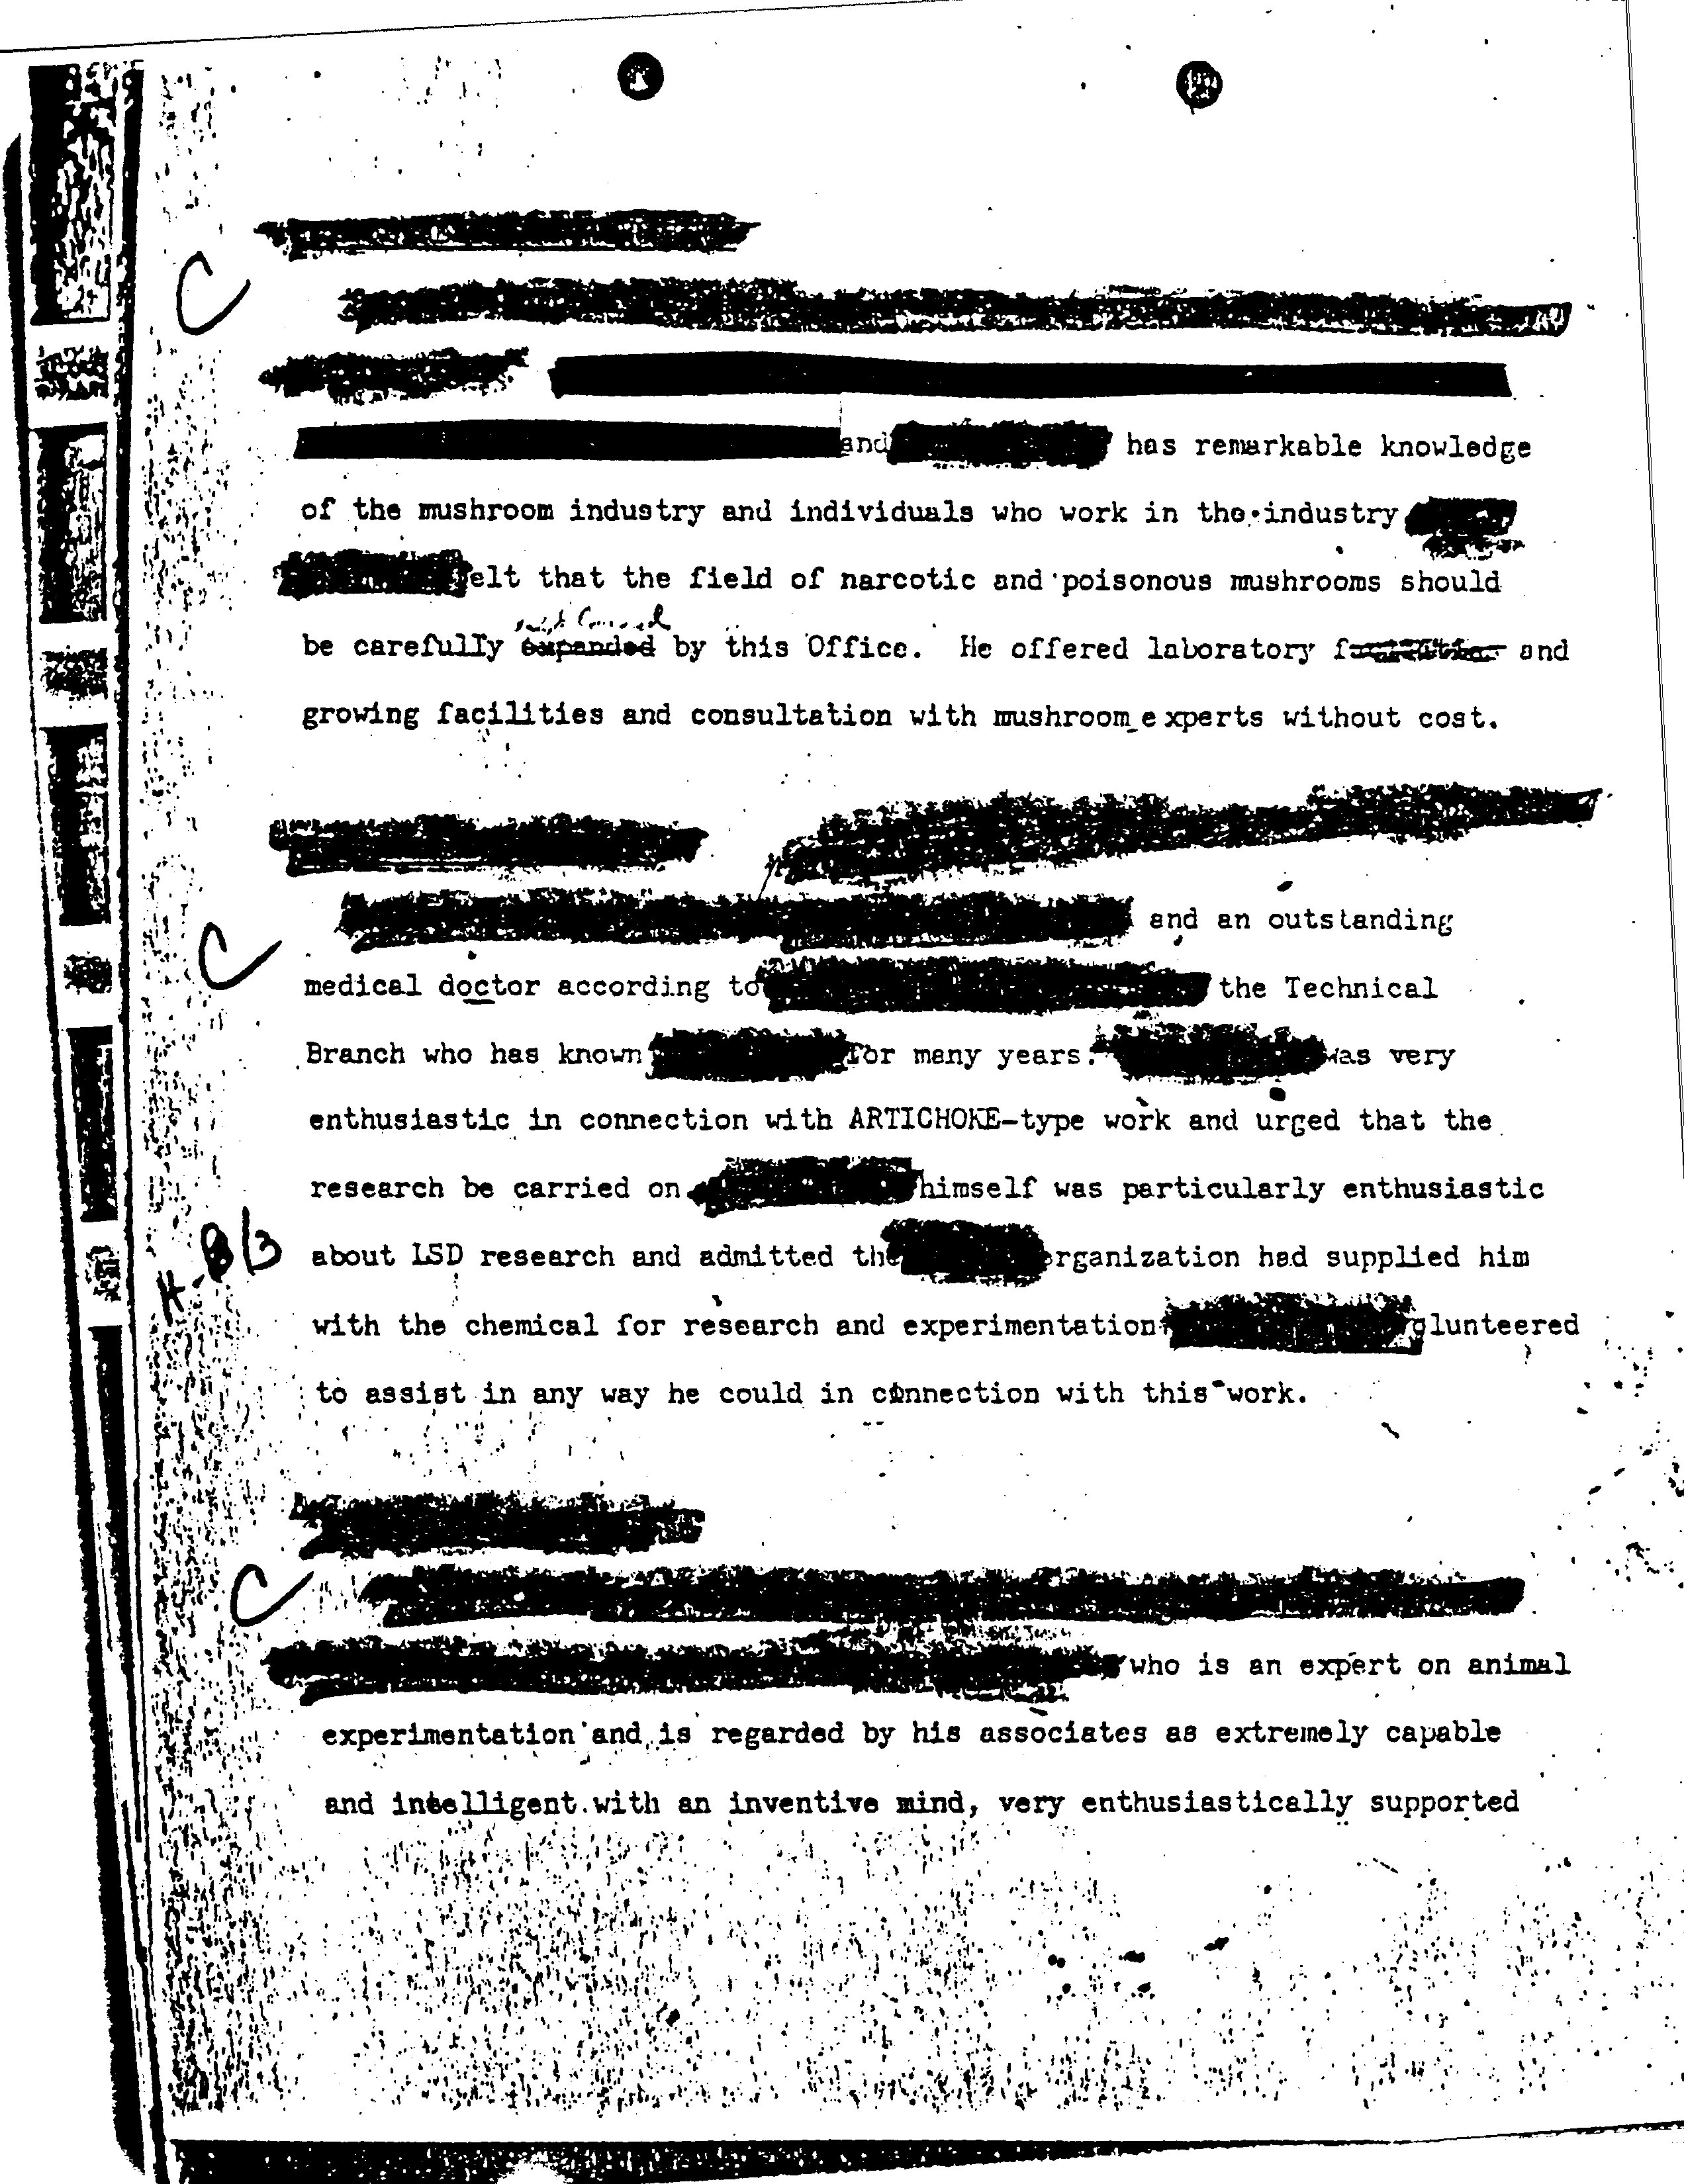 C
and has remarkable knowledge
of the mushroom industry and individuals who work in the industry
elt that the field of narcotic and poisonous mushrooms should
be carefully expanded by this Office. He offered laboratory and
growing facilities and consultation with mushroom experts without cost.
and an outstanding
C
medical doctor according to the Technical
Branch who has known for many years. was very
enthusiastic in connection with ARTICHOKE-type work and urged that the
research be carried on himself was particularly enthusiastic
about LSD research and admitted the rganization had supplied him
with the chemical for research and experimentation olunteered
to assist in any way he could in connection with this work.
C
who is an expert on animal
experimentation and is regarded by his associates as extremely capable
and intelligent with an inventive mind, very enthusiastically supported